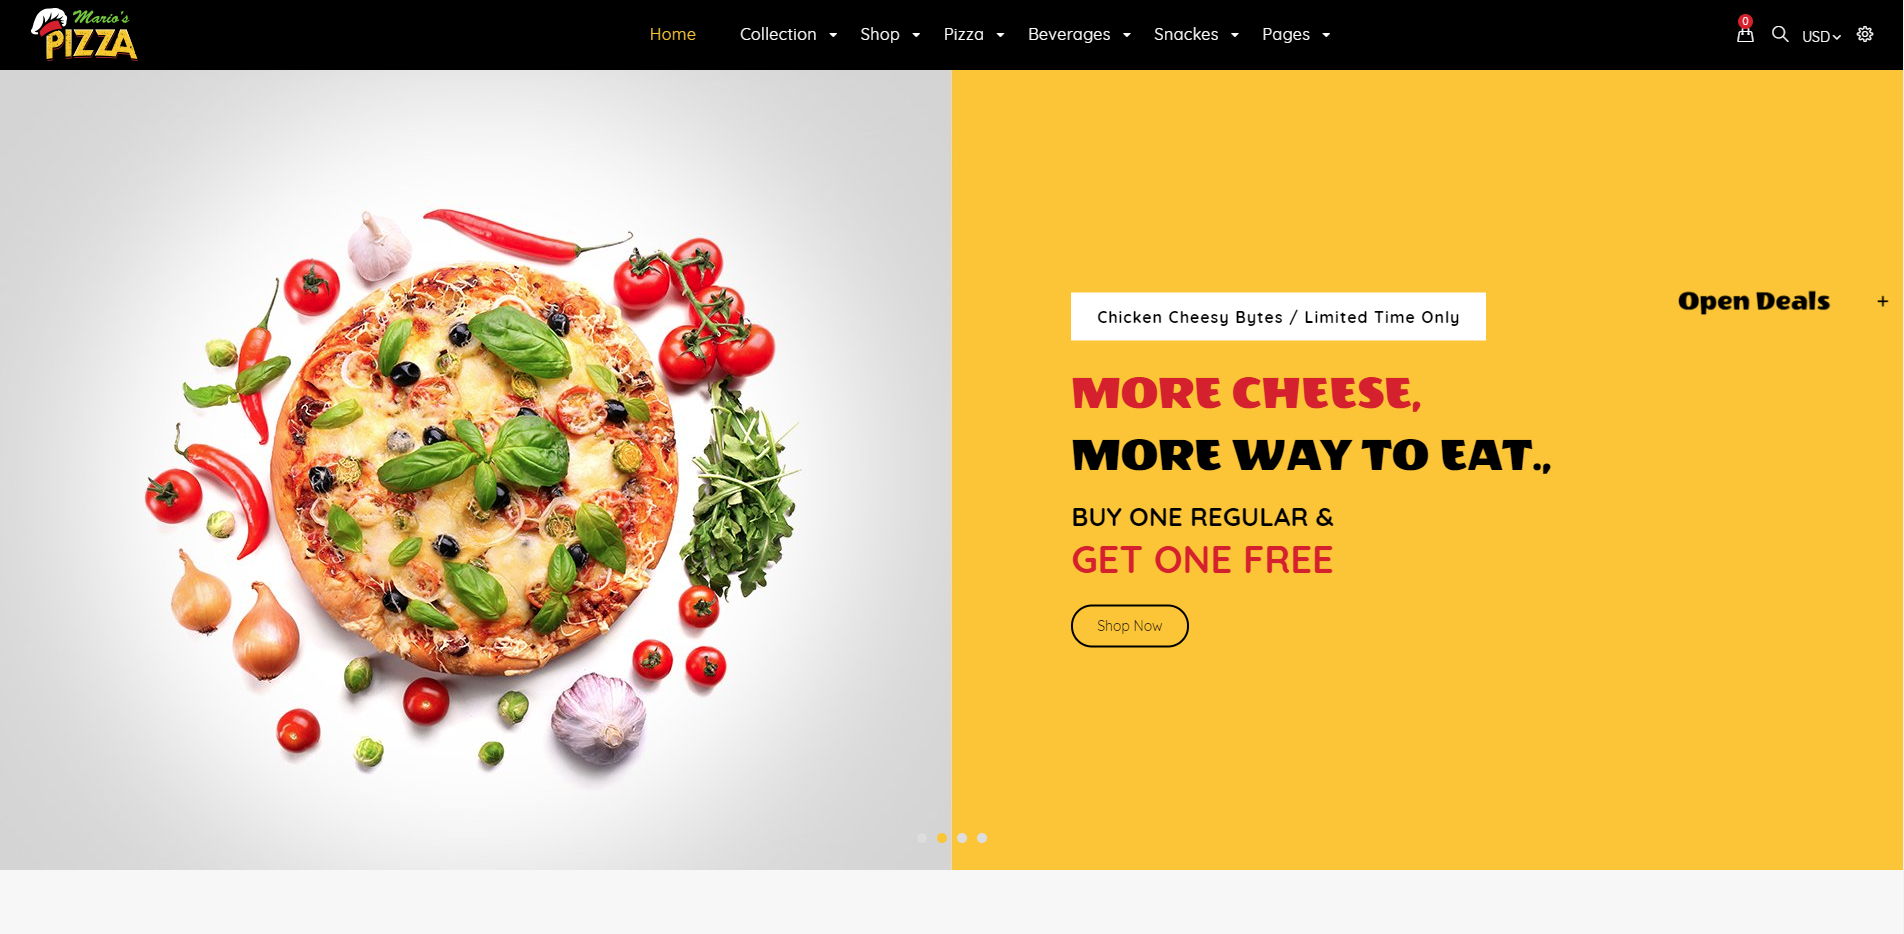 Mario's
PIZZA
Home Collection Shop Pizza Beverages Snackes Pages
0
USD
Open Deals +
Chicken Cheesy Bytes / Limited Time Only
MORE CHEESE,
MORE WAY TO EAT.,
BUY ONE REGULAR &
GET ONE FREE
Shop Now